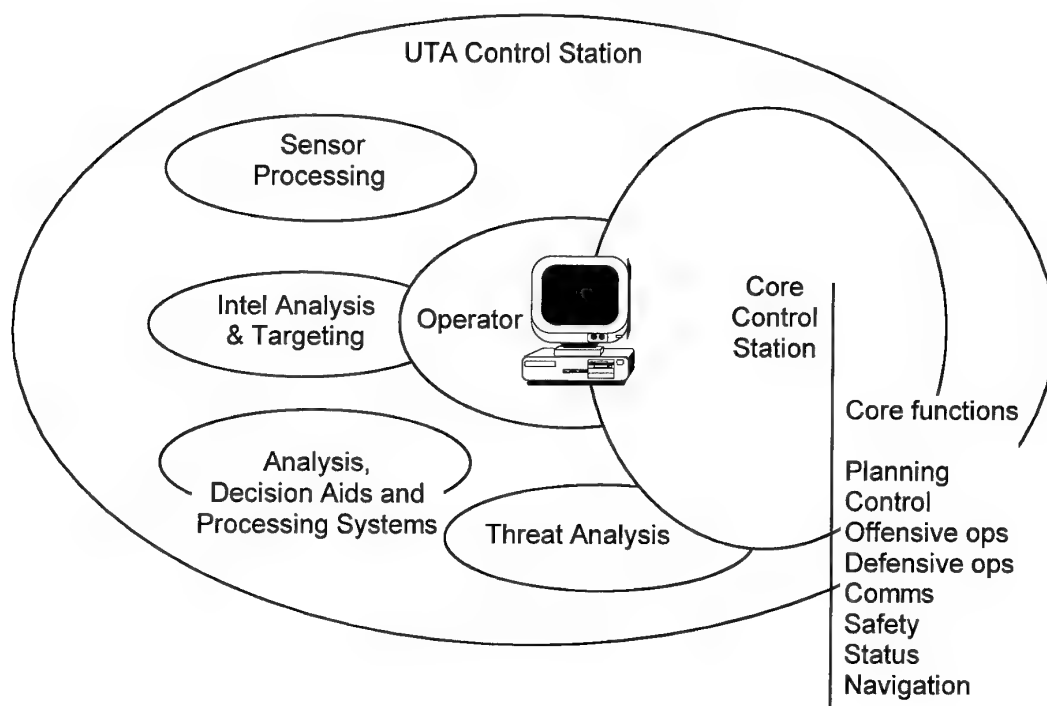 UTA Control Station
Sensor
Processing
Intel Analysis
& Targeting
Operator
Core
Control
Station
Analysis,
Decision Aids and
Processing Systems
Threat Analysis
Core functions
Planning
Control
Offensive ops
Defensive ops
Comms
Safety
Status
Navigation